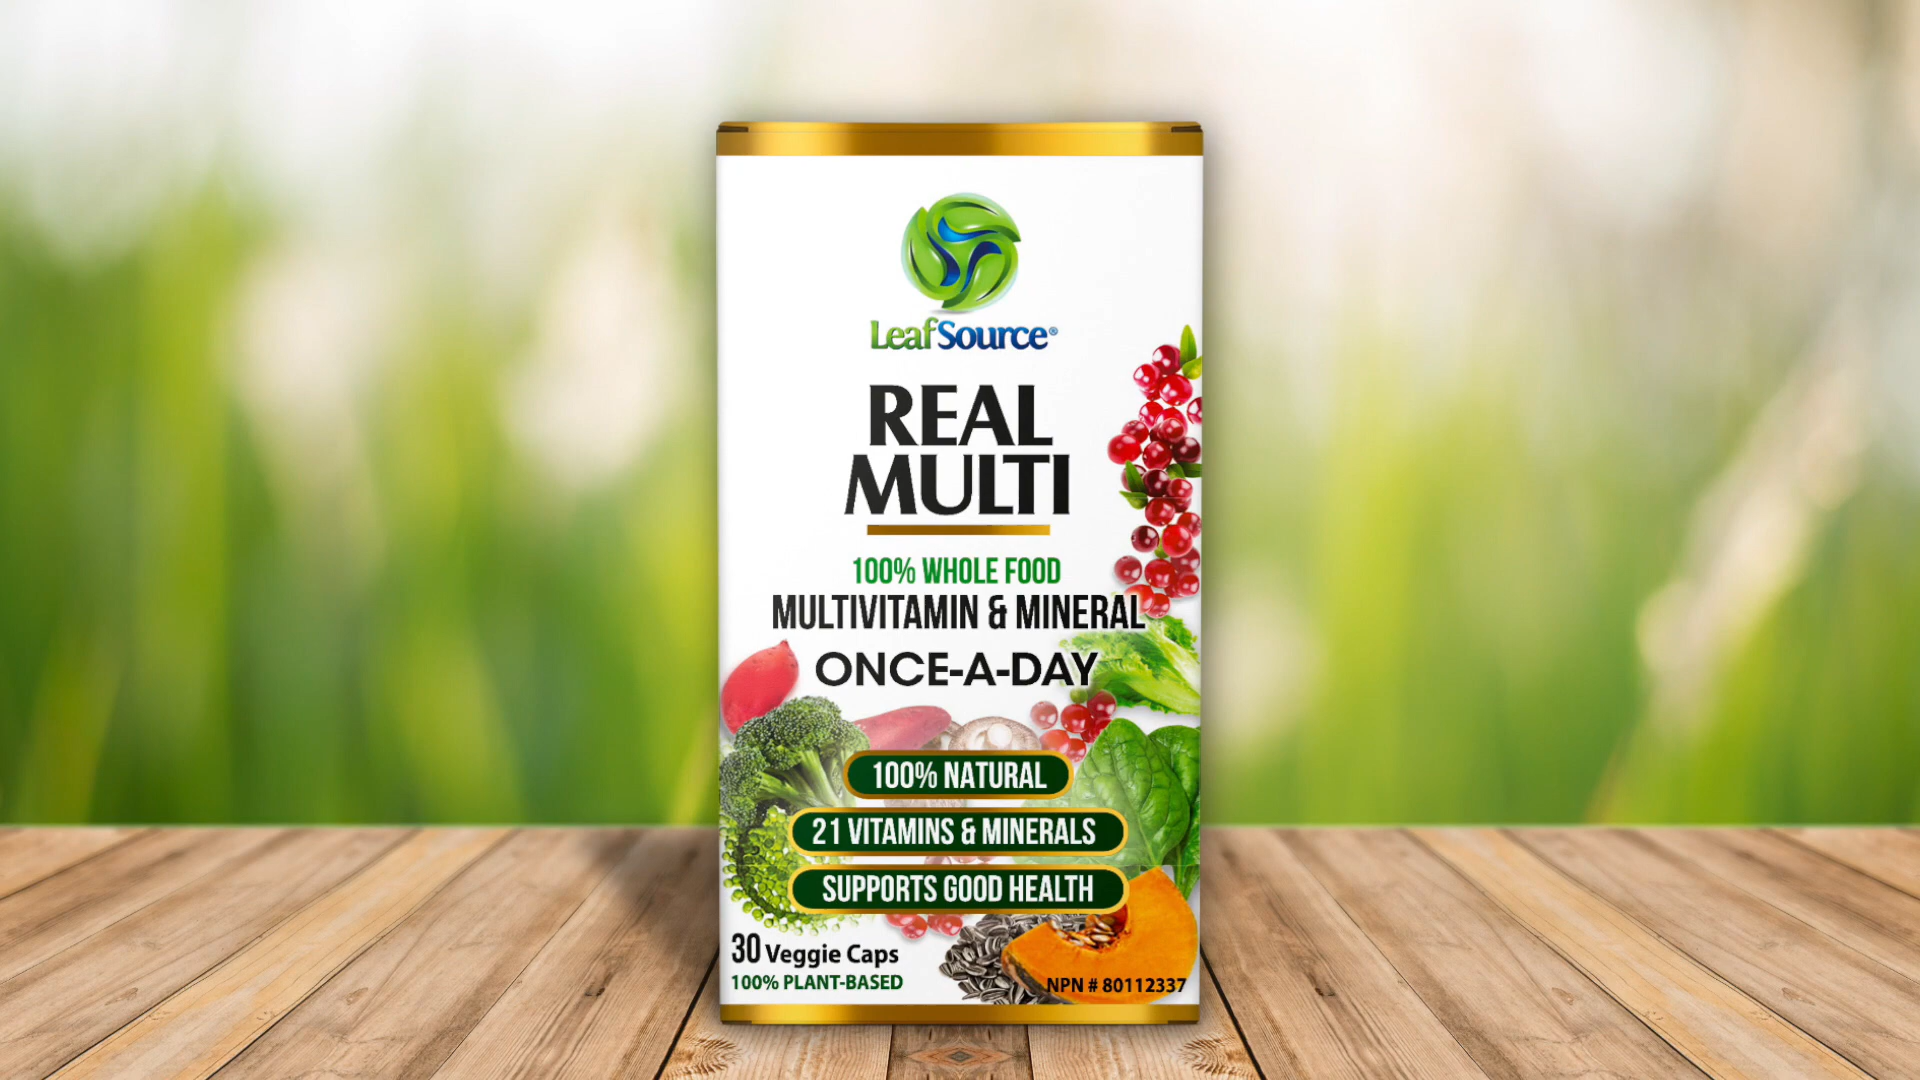 LeafSource®
REAL
MULTI
100% WHOLE FOOD
MULTIVITAMIN & MINERAL
ONCE-A-DAY
100% NATURAL
21 VITAMINS & MINERALS
SUPPORTS GOOD HEALTH
30 Veggie Caps
100% PLANT-BASED
NPN # 80112337